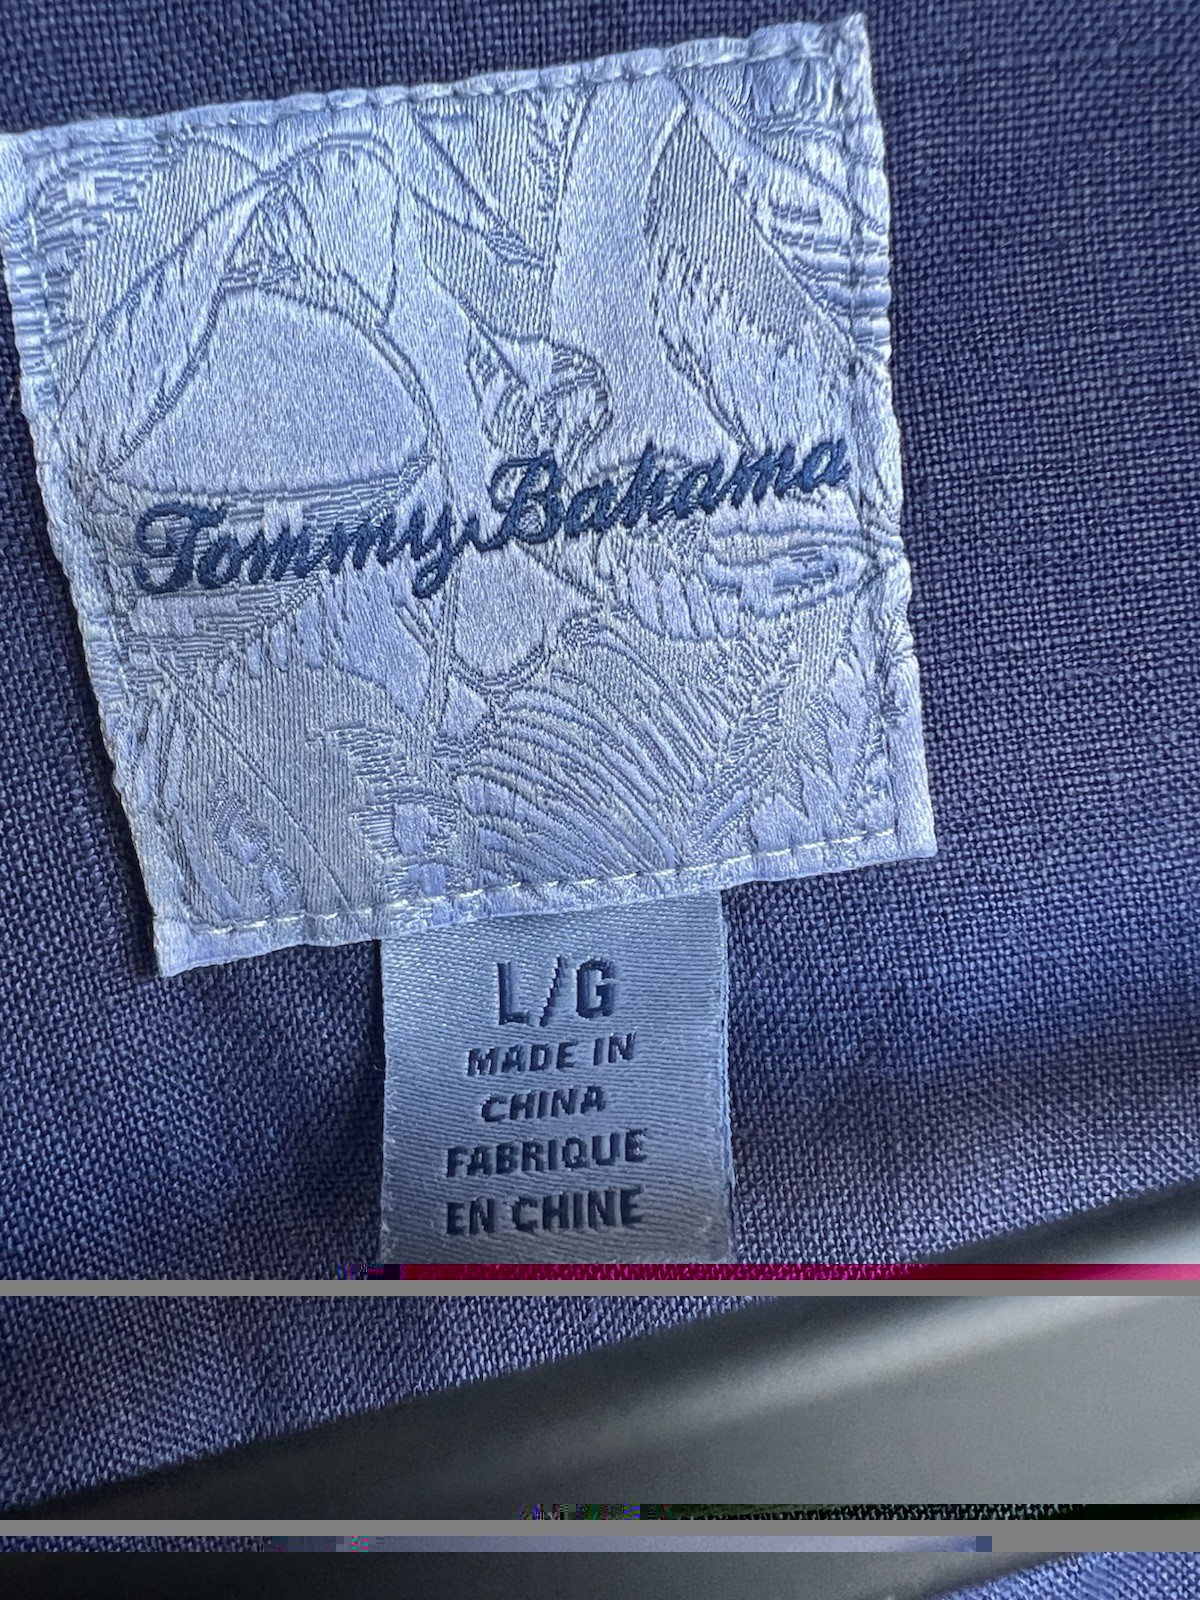 Tommy Bahama
L/G
MADE IN
CHINA
FABRIQUE
EN CHINE